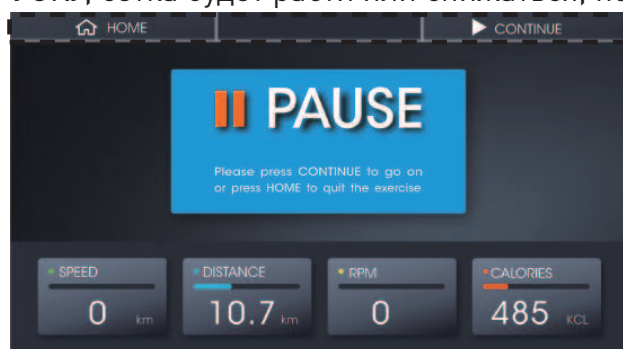 HOME
CONTINUE
PAUSE
Please press CONTINUE to go on
or press HOME to quit the exercise
SPEED
0 km
DISTANCE
10.7 km
RPM
0
CALORIES
485 KCL